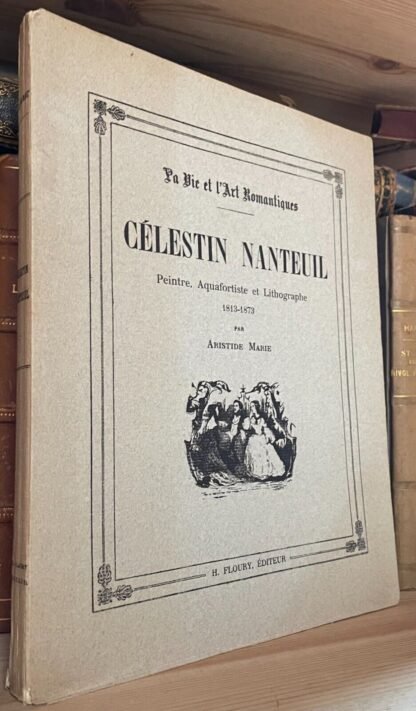 La Vie et l'Art Romantiques
CÉLESTIN NANTEUIL
Peintre, Aquafortiste et Lithographe
1813-1873
PAR
ARISTIDE MARIE
H. FLOURY, ÉDITEUR